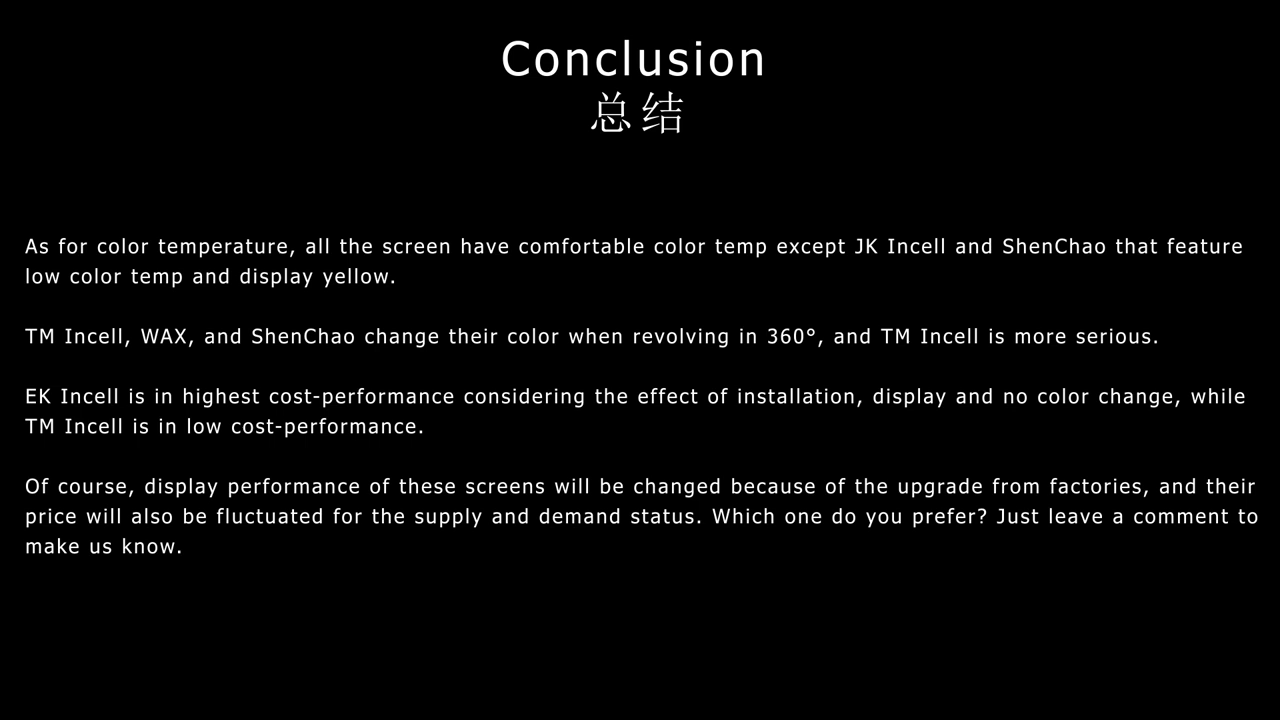 Conclusion
总结
As for color temperature, all the screen have comfortable color temp except JK Incell and ShenChao that feature
low color temp and display yellow.
TM Incell, WAX, and ShenChao change their color when revolving in 360°, and TM Incell is more serious.
EK Incell is in highest cost-performance considering the effect of installation, display and no color change, while
TM Incell is in low cost-performance.
Of course, display performance of these screens will be changed because of the upgrade from factories, and their
price will also be fluctuated for the supply and demand status. Which one do you prefer? Just leave a comment to
make us know.